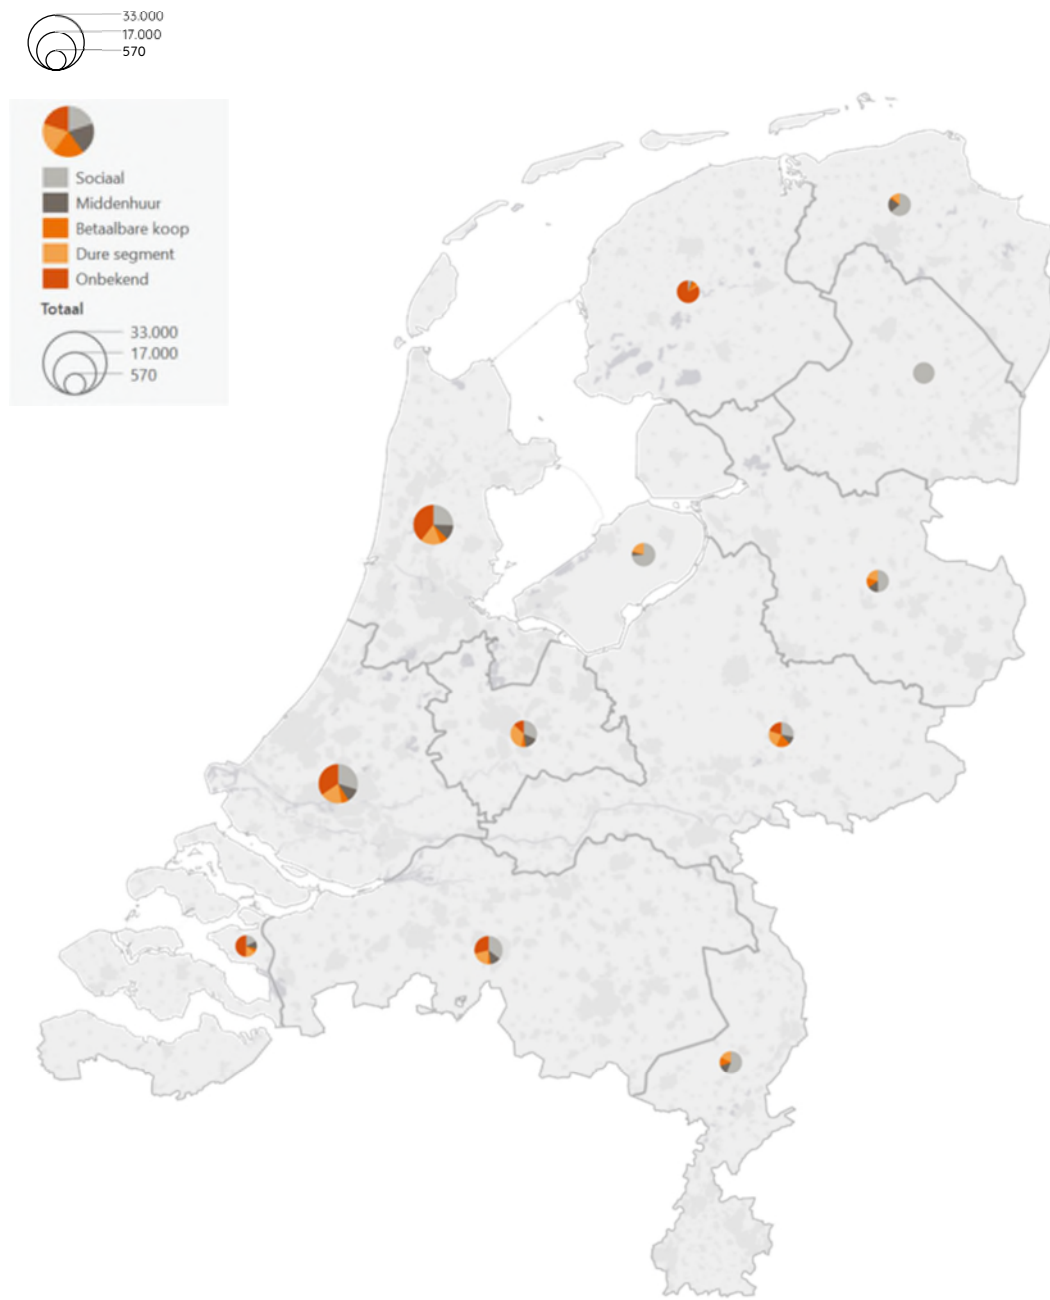 33.000
17.000
570
Sociaal
Middenhuur
Betaalbare koop
Dure segment
Onbekend
Totaal
33.000
17.000
570